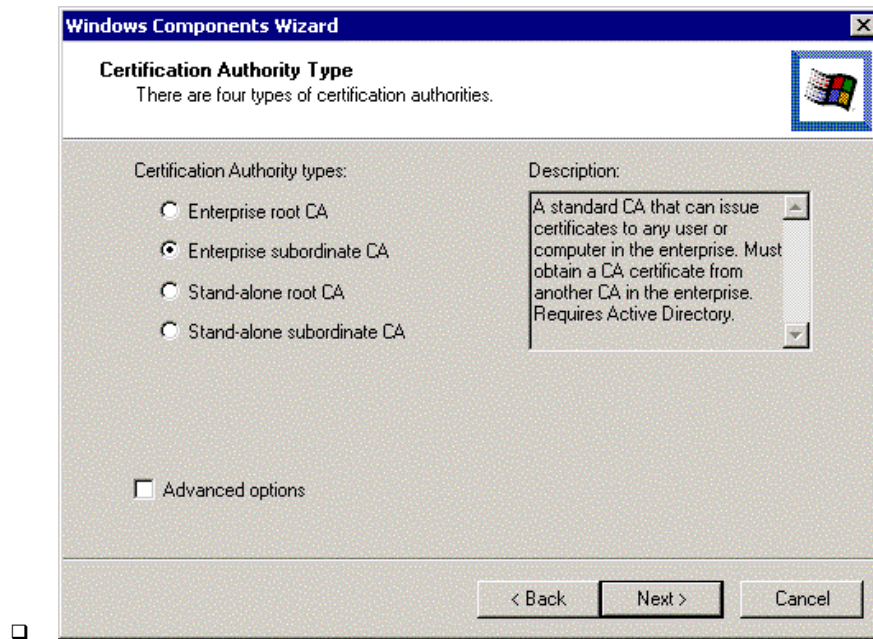 Windows Components Wizard
Certification Authority Type
There are four types of certification authorities.
Certification Authority types:
Enterprise root CA
Enterprise subordinate CA
Stand-alone root CA
Stand-alone subordinate CA
Description:
A standard CA that can issue
certificates to any user or
computer in the enterprise. Must
obtain a CA certificate from
another CA in the enterprise.
Requires Active Directory.
Advanced options
< Back
Next >
Cancel